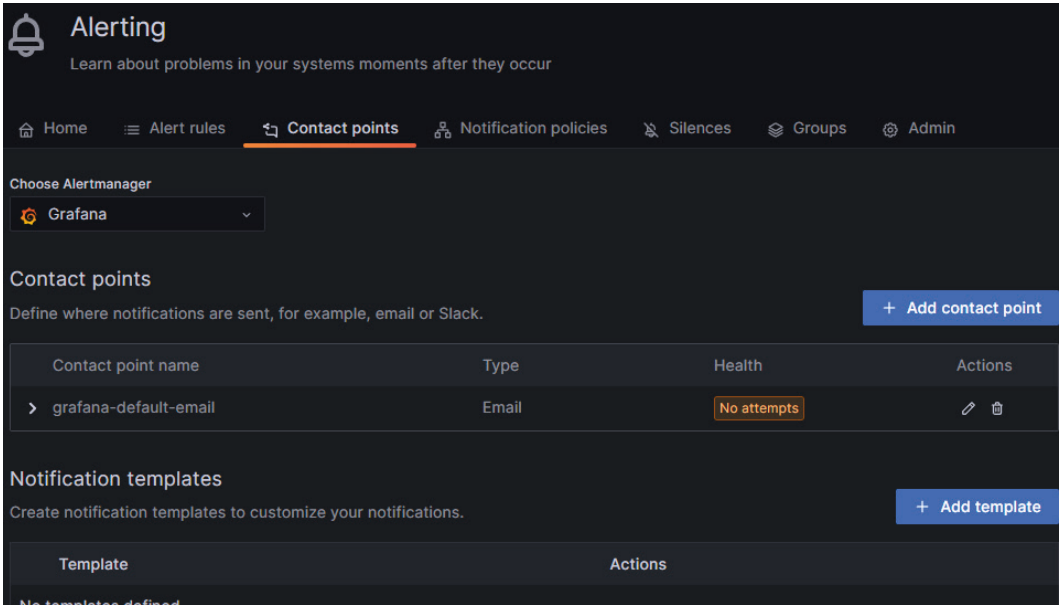 Alerting
Learn about problems in your systems moments after they occur
Home Alert rules Contact points Notification policies Silences Groups Admin
Choose Alertmanager
Grafana
Contact points
Define where notifications are sent, for example, email or Slack.
+ Add contact point
Contact point name Type Health Actions
grafana-default-email Email No attempts
Notification templates
Create notification templates to customize your notifications.
+ Add template
Template Actions
No templates defined